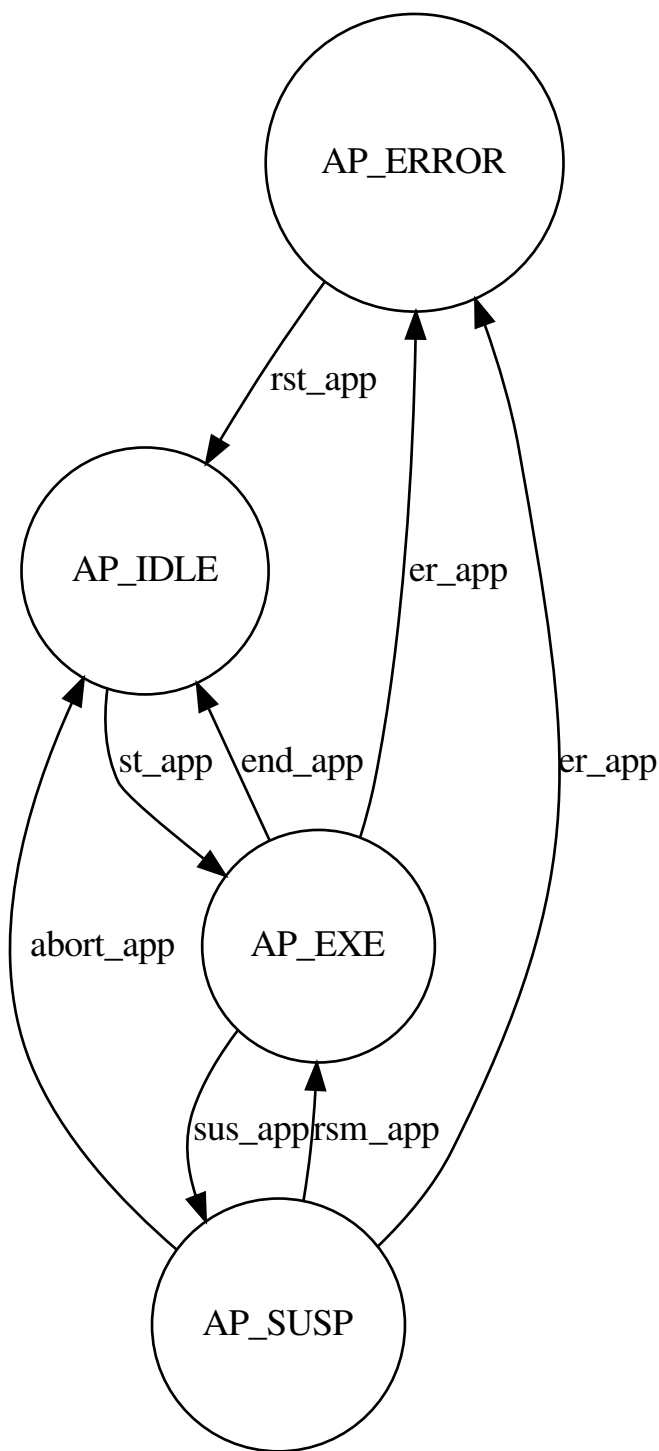 AP_ERROR
rst_app
AP_IDLE
er_app
st_app
end_app
er_app
abort_app
AP_EXE
sus_app
rsm_app
AP_SUSP